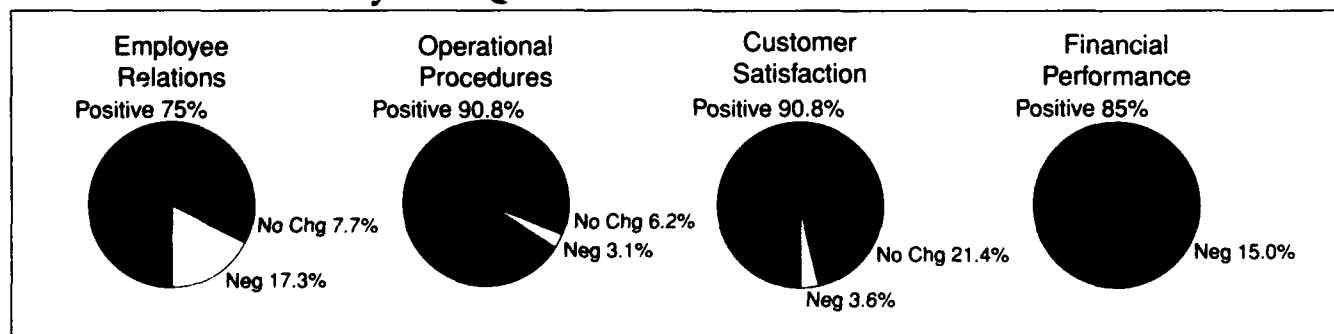 Employee
Relations
Positive 75%
No Chg 7.7%
Neg 17.3%
Operational
Procedures
Positive 90.8%
No Chg 6.2%
Neg 3.1%
Customer
Satisfaction
Positive 90.8%
No Chg 21.4%
Neg 3.6%
Financial
Performance
Positive 85%
Neg 15.0%